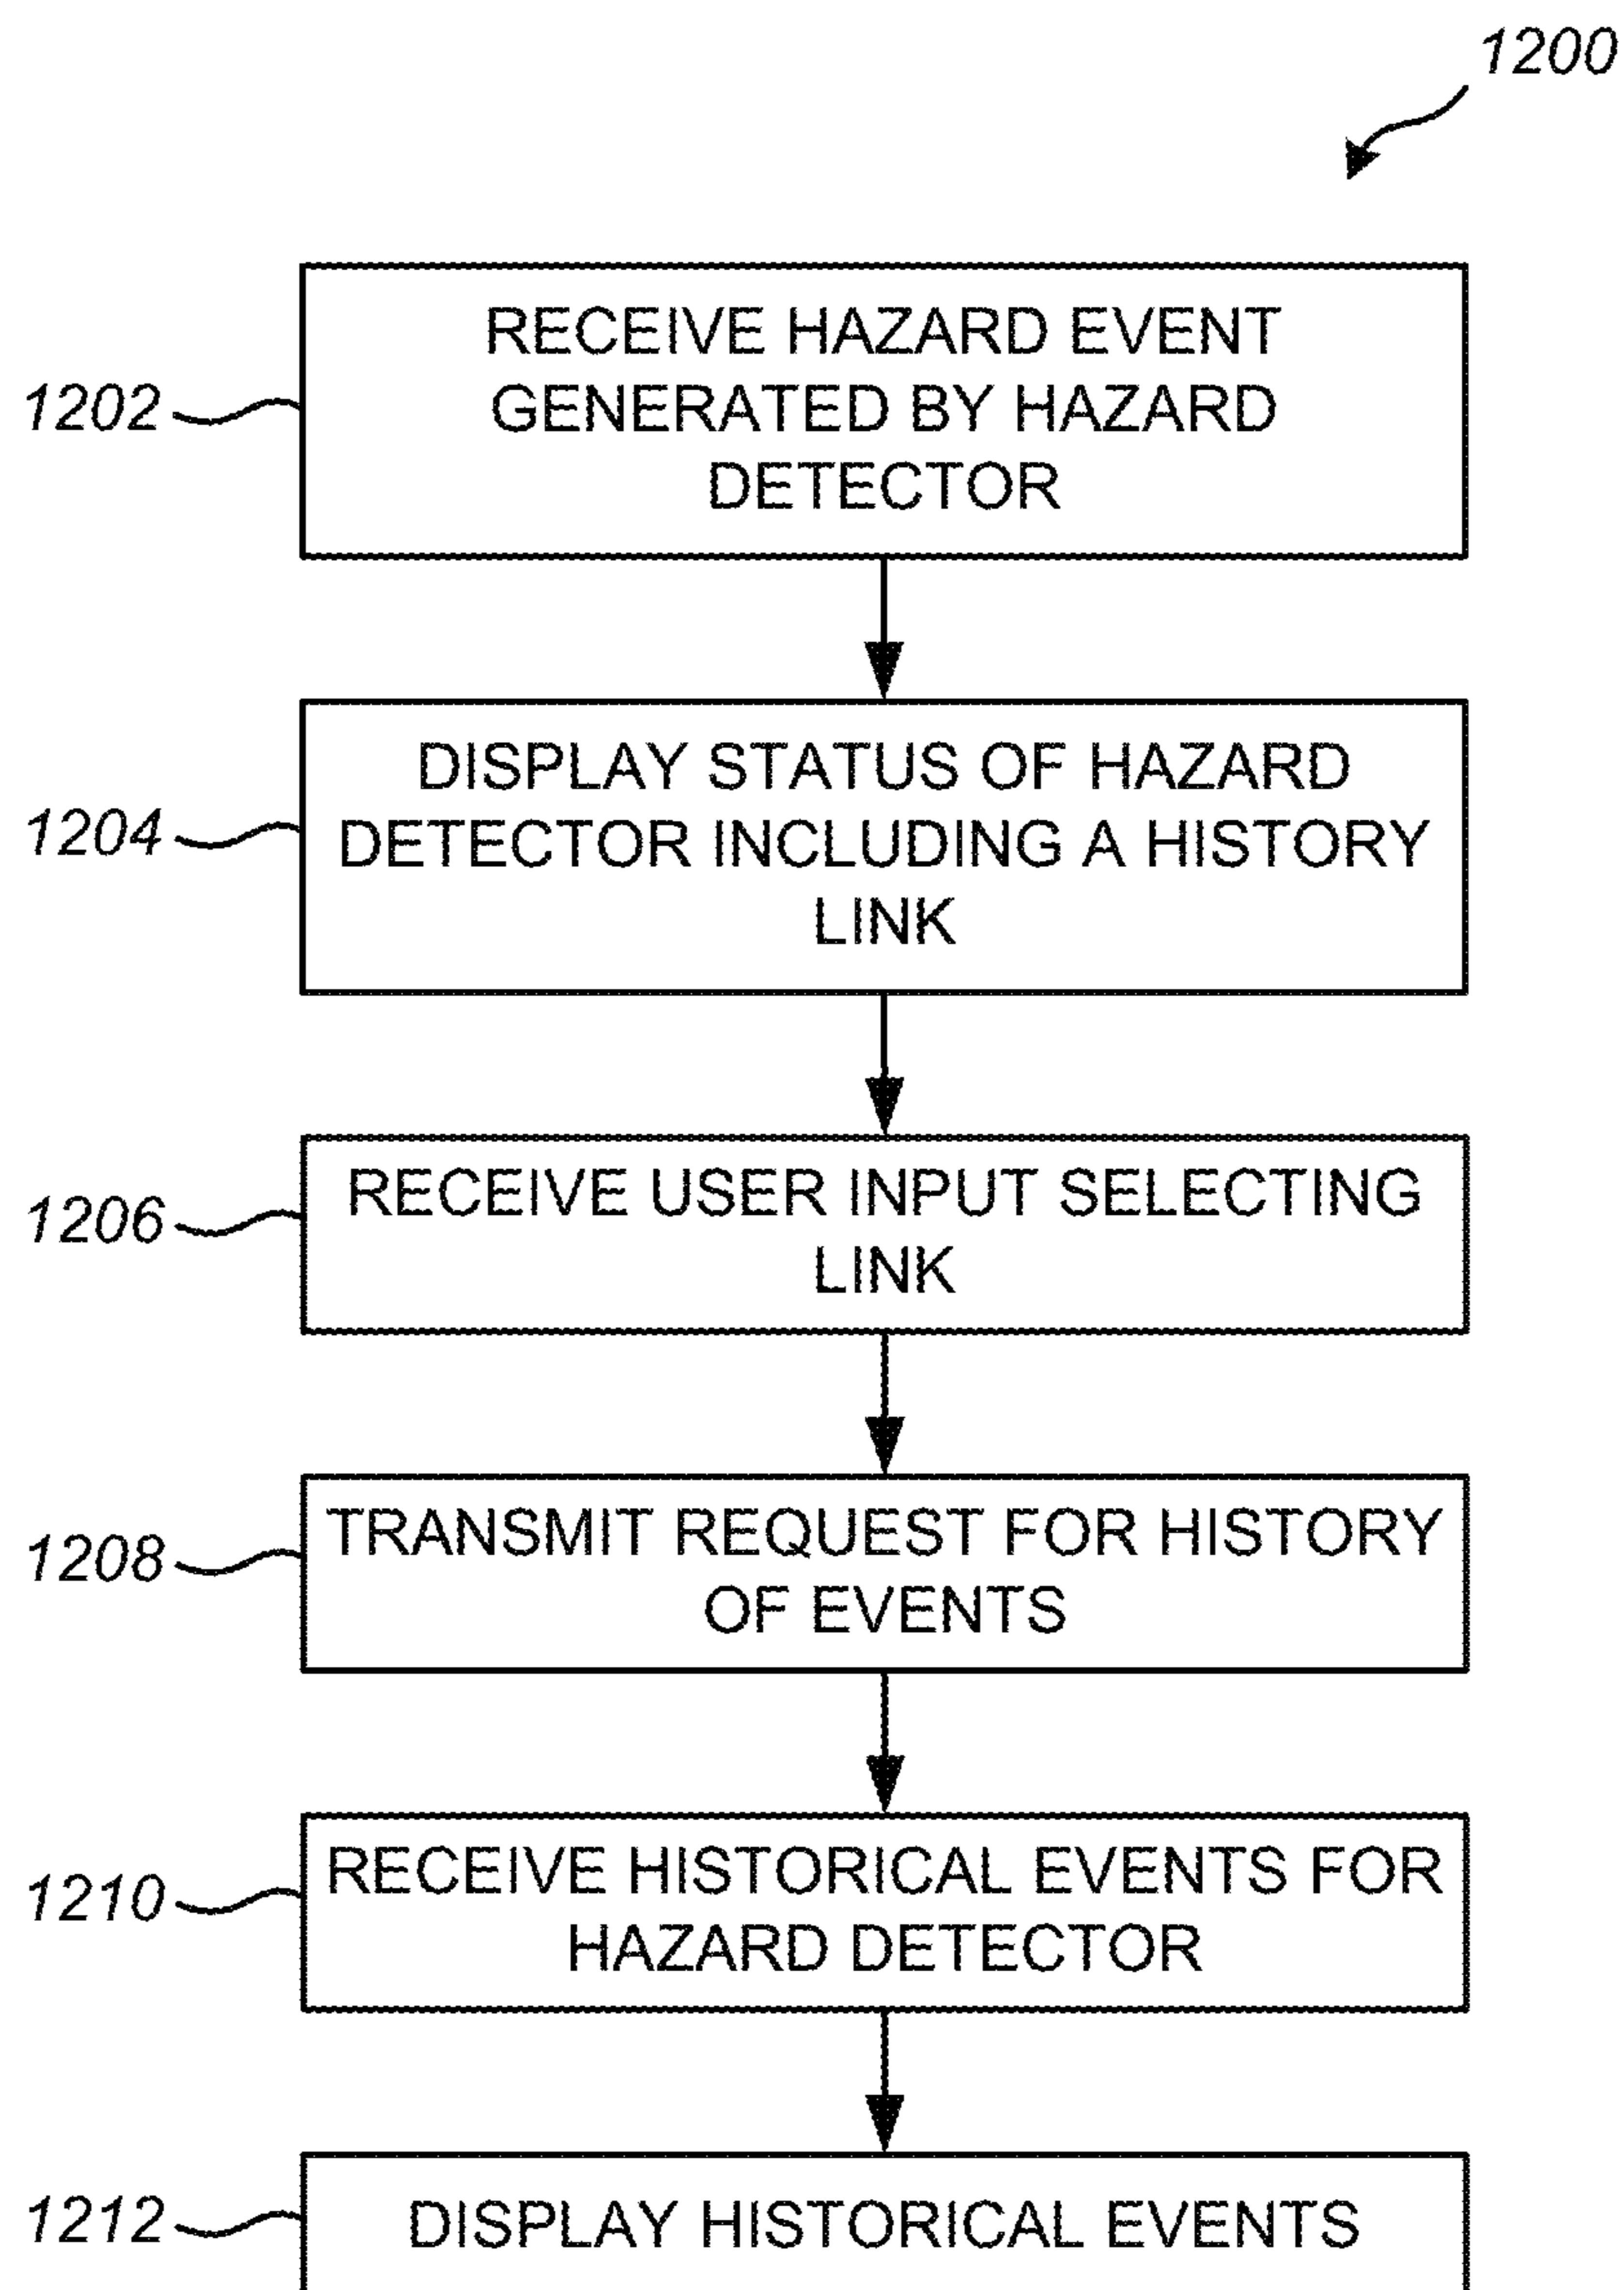 1200
RECEIVE HAZARD EVENT
GENERATED BY HAZARD
DETECTOR
1202
DISPLAY STATUS OF HAZARD
DETECTOR INCLUDING A HISTORY
LINK
1204
RECEIVE USER INPUT SELECTING
LINK
1206
TRANSMIT REQUEST FOR HISTORY
OF EVENTS
1208
RECEIVE HISTORICAL EVENTS FOR
HAZARD DETECTOR
1210
DISPLAY HISTORICAL EVENTS
1212